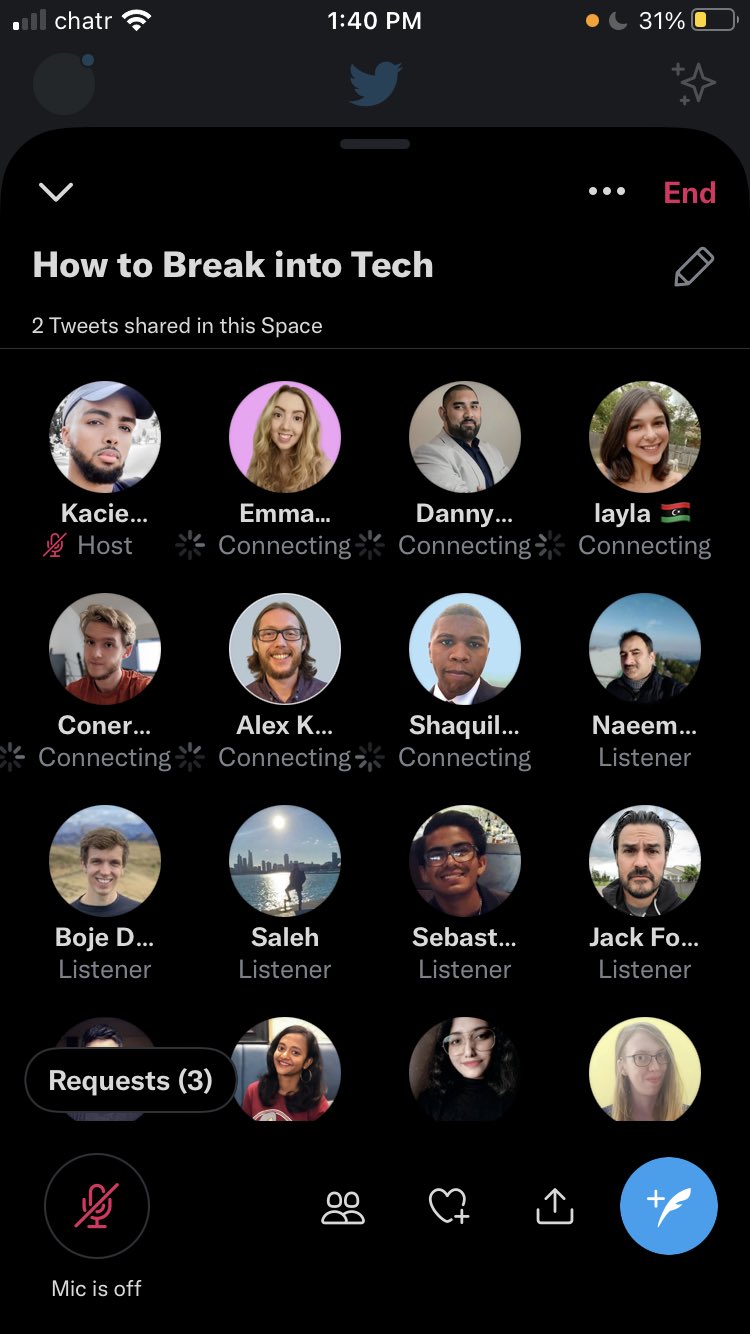 chatr 1:40 PM 31%
End
How to Break into Tech
2 Tweets shared in this Space
Kacie... Emma... Danny... layla 🇱🇾
Host Connecting Connecting Connecting
Coner... Alex K... Shaquil... Naeem...
Connecting Connecting Connecting Listener
Boje D... Saleh Sebast... Jack Fo...
Listener Listener Listener Listener
Requests (3)
Mic is off